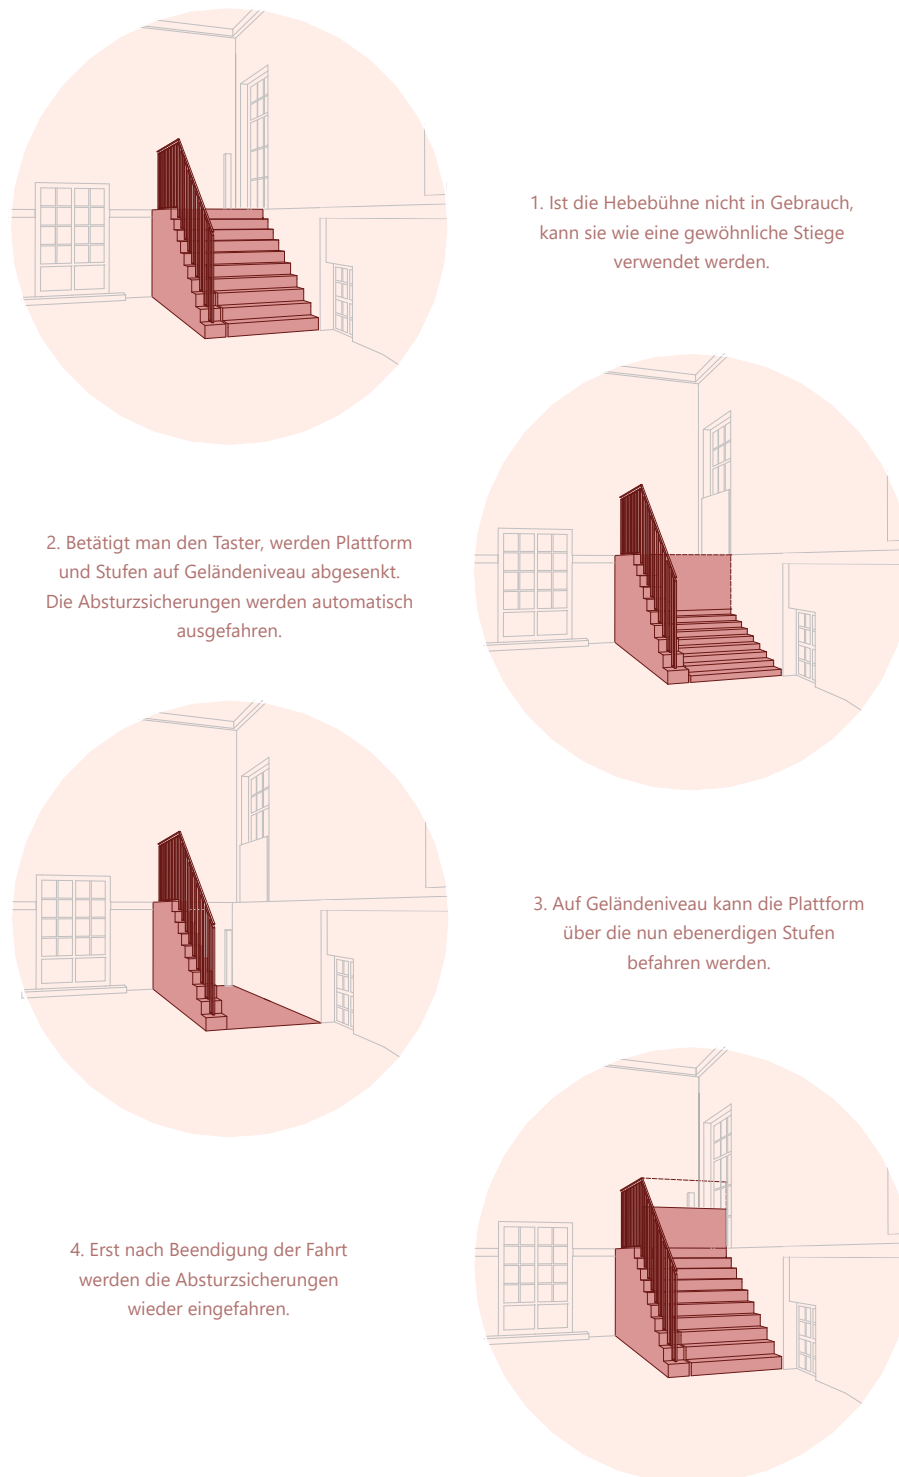 1. Ist die Hebebühne nicht in Gebrauch,
kann sie wie eine gewöhnliche Stiege
verwendet werden.
2. Betätigt man den Taster, werden Plattform
und Stufen auf Geländeniveau abgesenkt.
Die Absturzsicherungen werden automatisch
ausgefahren.
3. Auf Geländeniveau kann die Plattform
über die nun ebenerdigen Stufen
befahren werden.
4. Erst nach Beendigung der Fahrt
werden die Absturzsicherungen
wieder eingefahren.